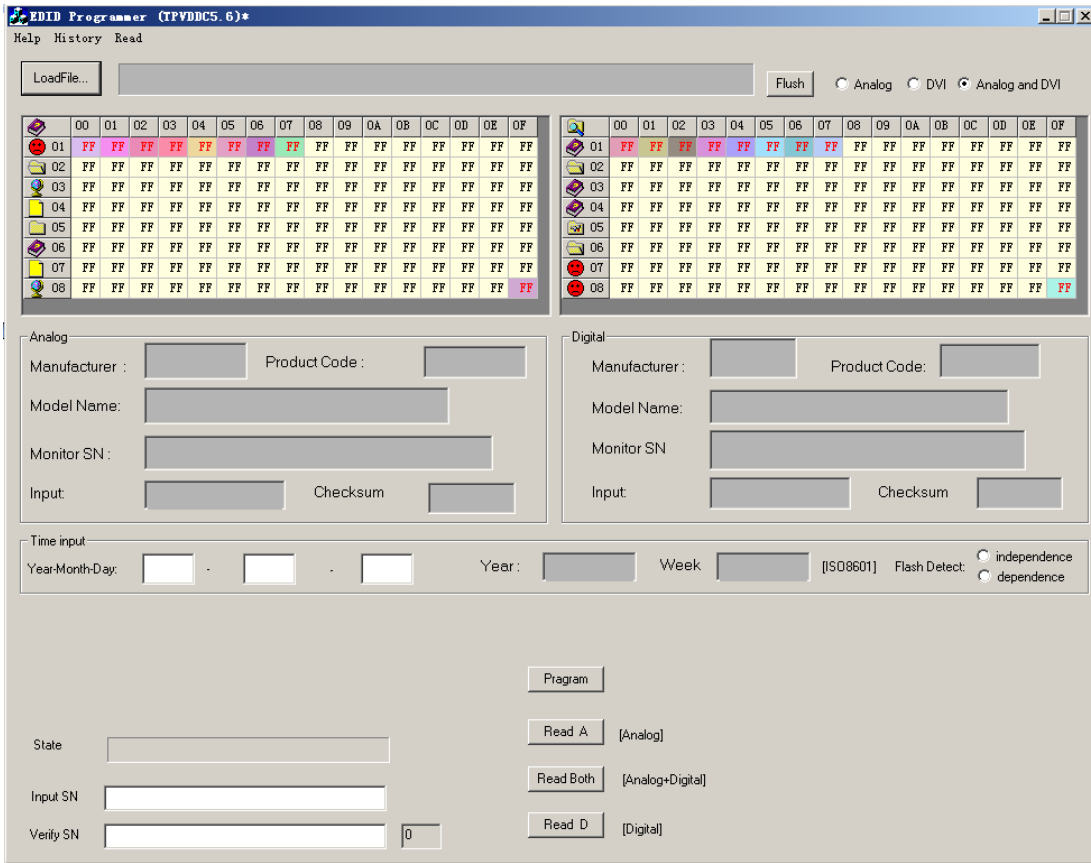 EDID Programmer (TPVDDC5.6)*
Help History Read
LoadFile... Flush Analog DVI Analog and DVI
00 01 02 03 04 05 06 07 08 09 0A 0B 0C 0D 0E 0F
01 FF FF FF FF FF FF FF FF FF FF FF FF FF FF FF FF
02 FF FF FF FF FF FF FF FF FF FF FF FF FF FF FF FF
03 FF FF FF FF FF FF FF FF FF FF FF FF FF FF FF FF
04 FF FF FF FF FF FF FF FF FF FF FF FF FF FF FF FF
05 FF FF FF FF FF FF FF FF FF FF FF FF FF FF FF FF
06 FF FF FF FF FF FF FF FF FF FF FF FF FF FF FF FF
07 FF FF FF FF FF FF FF FF FF FF FF FF FF FF FF FF
08 FF FF FF FF FF FF FF FF FF FF FF FF FF FF FF FF
00 01 02 03 04 05 06 07 08 09 0A 0B 0C 0D 0E 0F
01 FF FF FF FF FF FF FF FF FF FF FF FF FF FF FF FF
02 FF FF FF FF FF FF FF FF FF FF FF FF FF FF FF FF
03 FF FF FF FF FF FF FF FF FF FF FF FF FF FF FF FF
04 FF FF FF FF FF FF FF FF FF FF FF FF FF FF FF FF
05 FF FF FF FF FF FF FF FF FF FF FF FF FF FF FF FF
06 FF FF FF FF FF FF FF FF FF FF FF FF FF FF FF FF
07 FF FF FF FF FF FF FF FF FF FF FF FF FF FF FF FF
08 FF FF FF FF FF FF FF FF FF FF FF FF FF FF FF FF
Analog
Manufacturer : Product Code :
Model Name:
Monitor SN :
Input: Checksum
Digital
Manufacturer : Product Code:
Model Name:
Monitor SN
Input: Checksum
Time input
Year-Month-Day: - - Year : Week [ISO8601] Flash Detect: independence
dependence
Pragram
Read A [Analog]
State
Read Both [Analog+Digital]
Input SN
Read D [Digital]
Verify SN 0